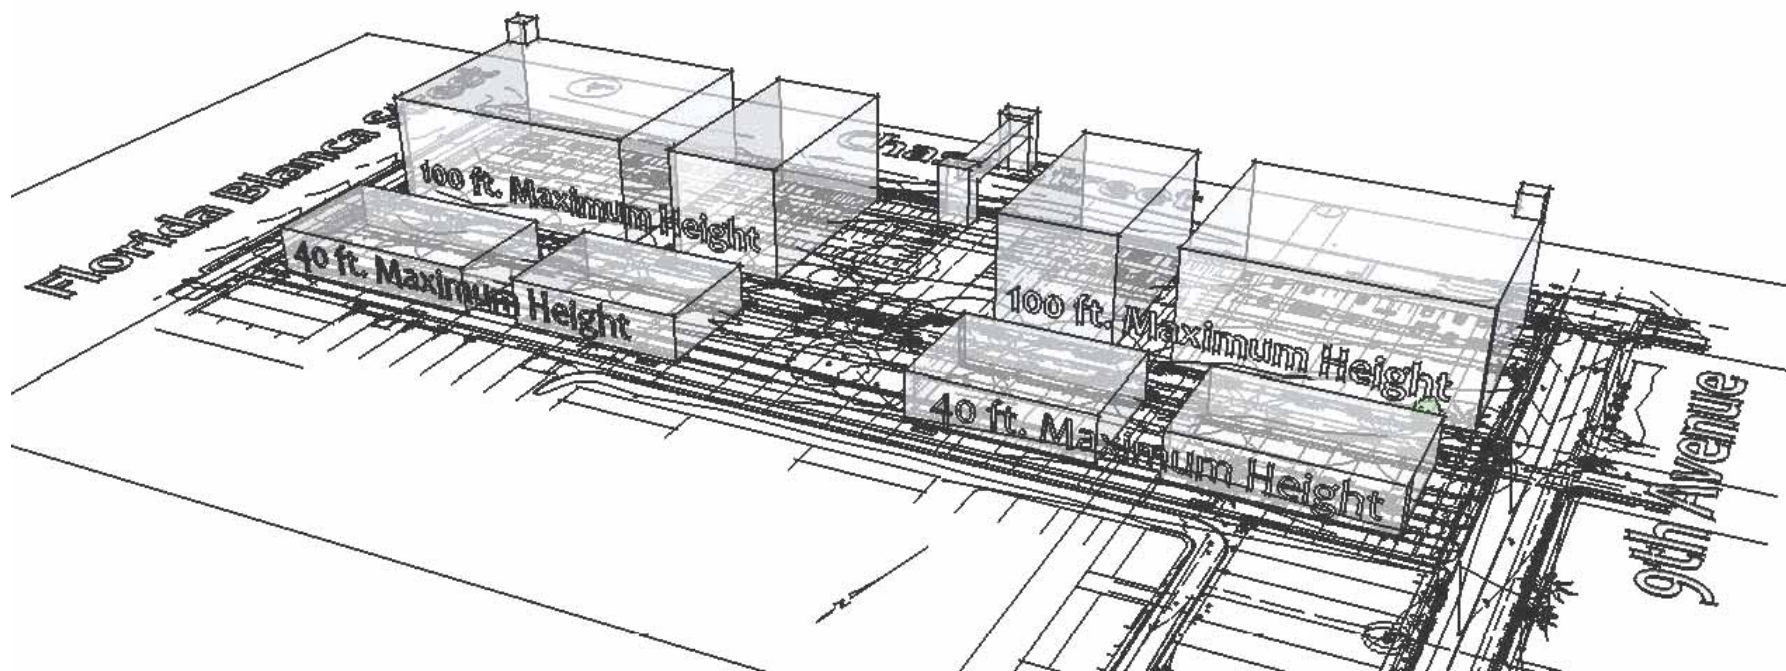 Florida Blanca Street
100 ft. Maximum Height
40 ft. Maximum Height
100 ft. Maximum Height
40 ft. Maximum Height
9th Avenue